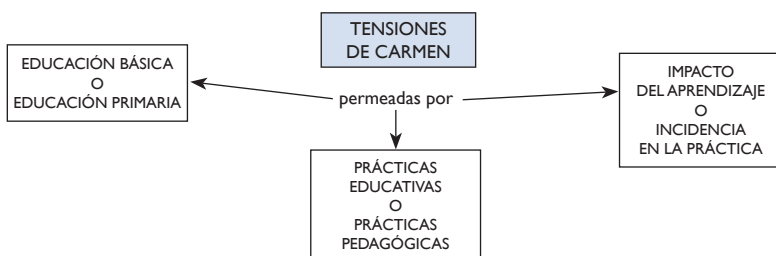 TENSIONES
DE CARMEN
EDUCACIÓN BÁSICA
O
EDUCACIÓN PRIMARIA
permeadas por
IMPACTO
DEL APRENDIZAJE
O
INCIDENCIA
EN LA PRÁCTICA
PRÁCTICAS
EDUCATIVAS
O
PRÁCTICAS
PEDAGÓGICAS